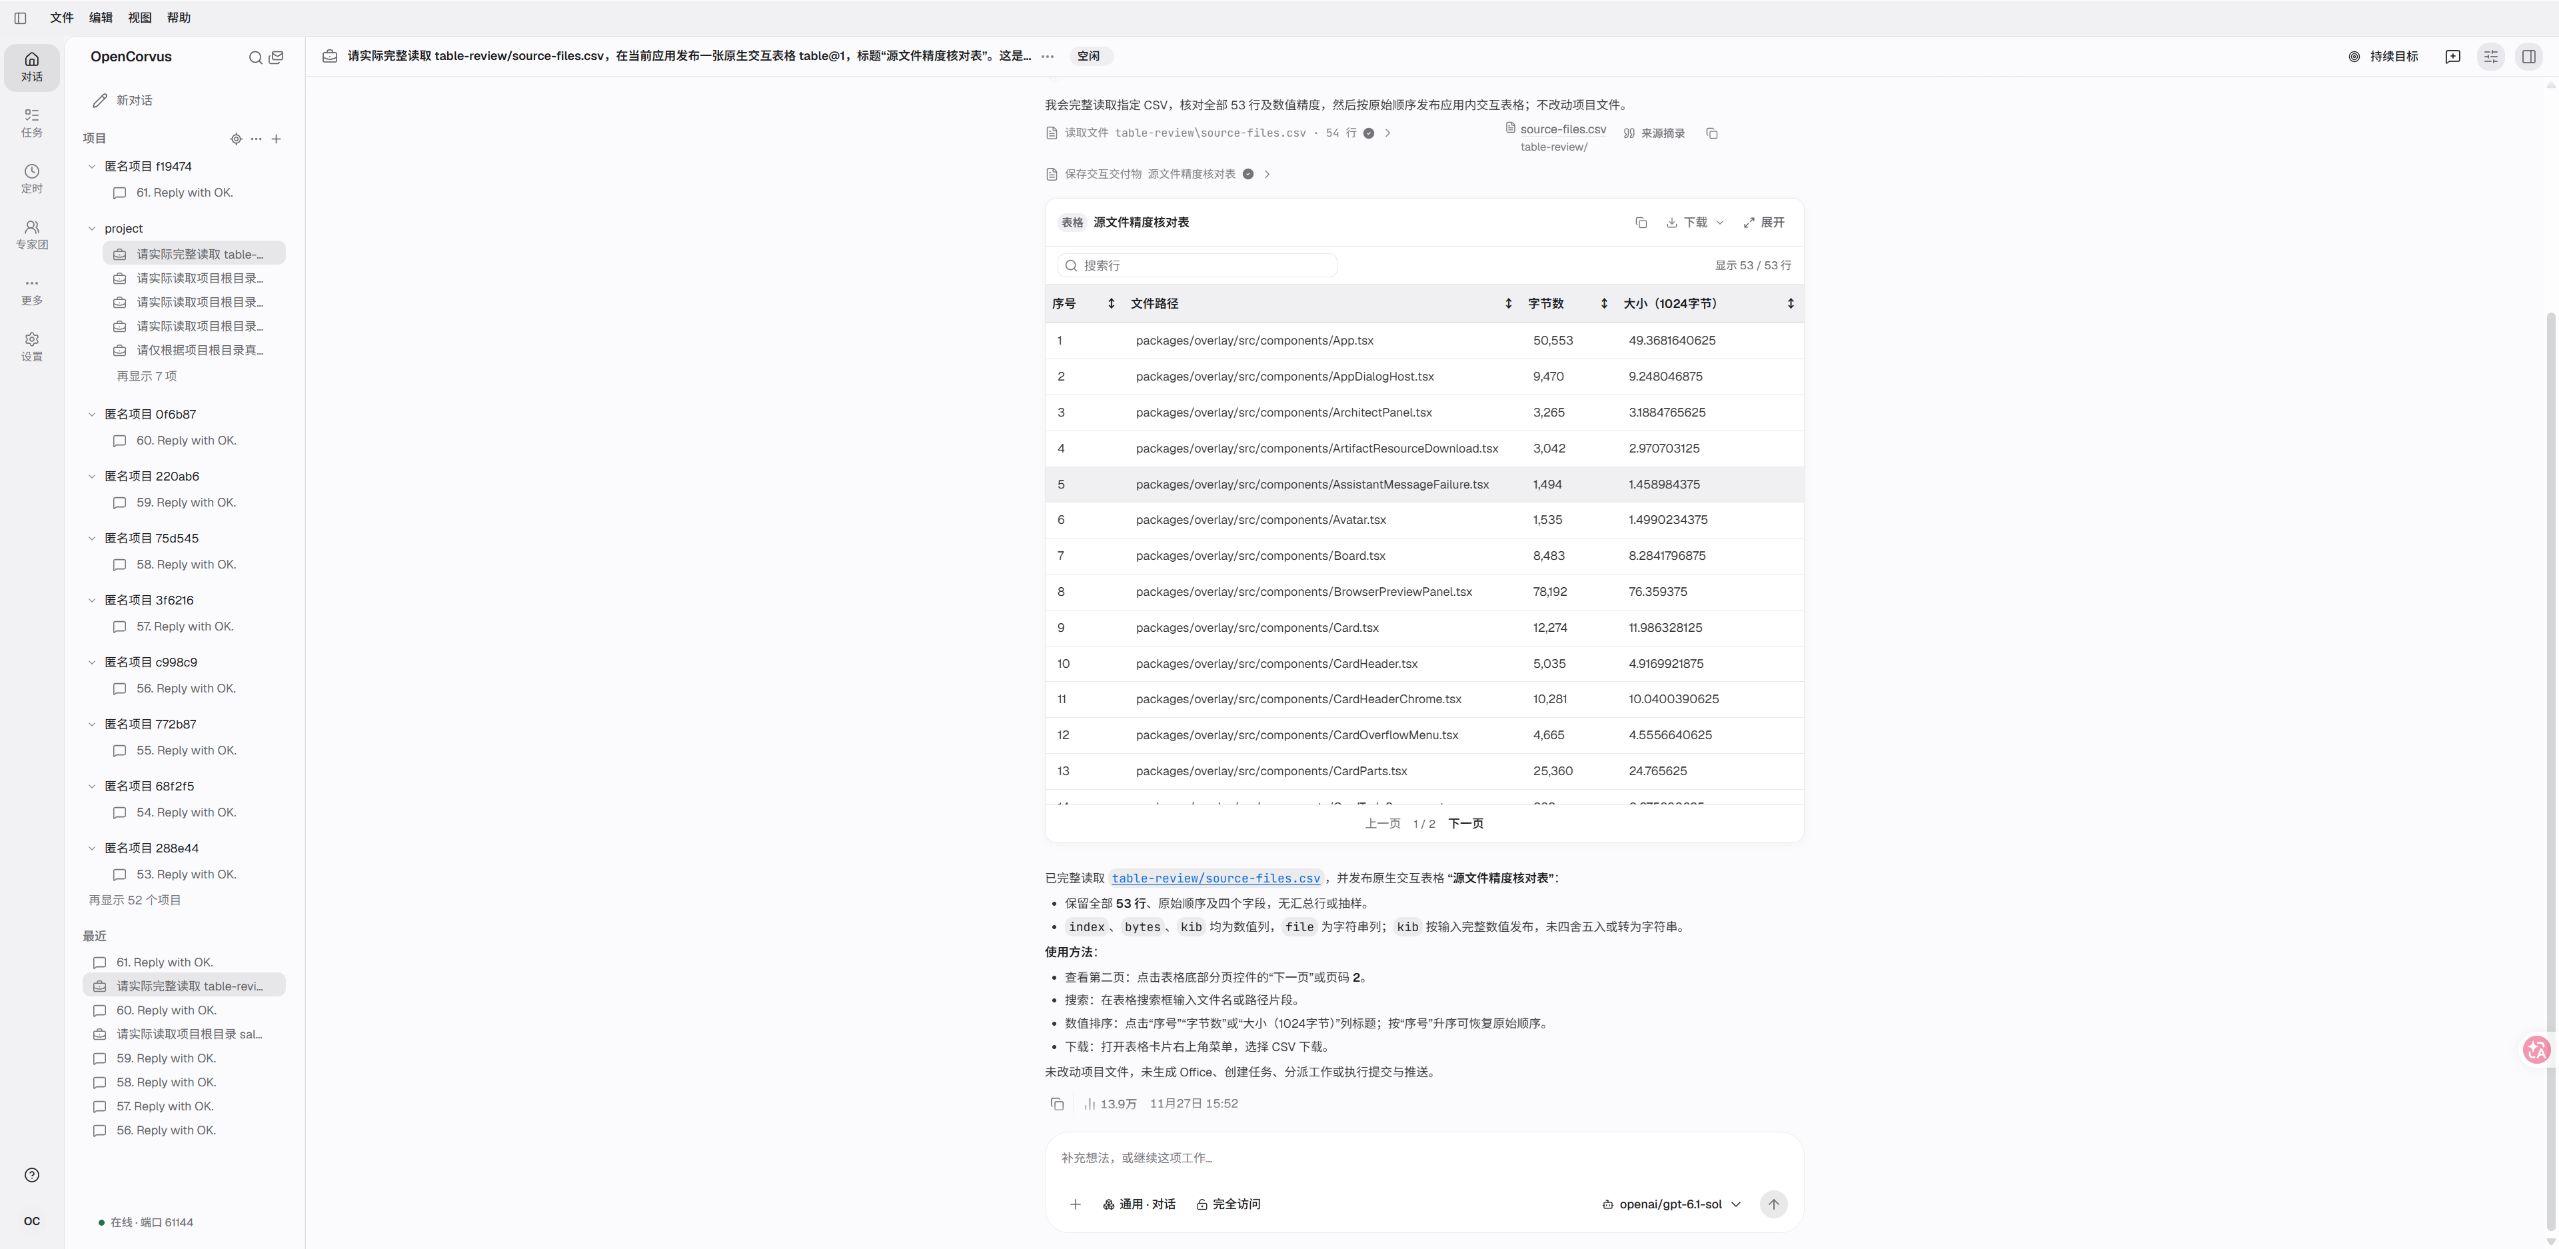 文件 编辑 视图 帮助
对话
任务
定时
专家团
更多
设置
OC
OpenCorvus
新对话
项目
匿名项目 f19474
61. Reply with OK.
project
请实际完整读取 table-...
请实际读取项目根目录...
请实际读取项目根目录...
请实际读取项目根目录...
请仅根据项目根目录真...
再显示 7 项
匿名项目 0f6b87
60. Reply with OK.
匿名项目 220ab6
59. Reply with OK.
匿名项目 75d545
58. Reply with OK.
匿名项目 3f6216
57. Reply with OK.
匿名项目 c998c9
56. Reply with OK.
匿名项目 772b87
55. Reply with OK.
匿名项目 68f2f5
54. Reply with OK.
匿名项目 288e44
53. Reply with OK.
再显示 52 个项目
最近
61. Reply with OK.
请实际完整读取 table-revi...
60. Reply with OK.
请实际读取项目根目录 sal...
59. Reply with OK.
58. Reply with OK.
57. Reply with OK.
56. Reply with OK.
在线 · 端口 61144
请实际完整读取 table-review/source-files.csv，在当前应用发布一张原生交互表格 table@1，标题“源文件精度核对表”。这是... 空闲 持续目标
我会完整读取指定 CSV，核对全部 53 行及数值精度，然后按原始顺序发布应用内交互表格；不改动项目文件。
读取文件 table-review\source-files.csv · 54 行
source-files.csv
table-review/
来源摘录
保存交互交付物 源文件精度核对表
表格 源文件精度核对表 下载 展开
搜索行 显示 53 / 53 行
序号 文件路径 字节数 大小（1024字节）
1 packages/overlay/src/components/App.tsx 50,553 49.3681640625
2 packages/overlay/src/components/AppDialogHost.tsx 9,470 9.248046875
3 packages/overlay/src/components/ArchitectPanel.tsx 3,265 3.1884765625
4 packages/overlay/src/components/ArtifactResourceDownload.tsx 3,042 2.970703125
5 packages/overlay/src/components/AssistantMessageFailure.tsx 1,494 1.458984375
6 packages/overlay/src/components/Avatar.tsx 1,535 1.4990234375
7 packages/overlay/src/components/Board.tsx 8,483 8.2841796875
8 packages/overlay/src/components/BrowserPreviewPanel.tsx 78,192 76.359375
9 packages/overlay/src/components/Card.tsx 12,274 11.986328125
10 packages/overlay/src/components/CardHeader.tsx 5,035 4.9169921875
11 packages/overlay/src/components/CardHeaderChrome.tsx 10,281 10.0400390625
12 packages/overlay/src/components/CardOverflowMenu.tsx 4,665 4.5556640625
13 packages/overlay/src/components/CardParts.tsx 25,360 24.765625
上一页 1 / 2 下一页
已完整读取 table-review/source-files.csv，并发布原生交互表格 “源文件精度核对表”：
• 保留全部 53 行、原始顺序及四个字段，无汇总行或抽样。
• index、bytes、kib 均为数值列，file 为字符串列；kib 按输入完整数值发布，未四舍五入或转为字符串。
使用方法：
• 查看第二页：点击表格底部分页控件的“下一页”或页码 2。
• 搜索：在表格搜索框输入文件名或路径片段。
• 数值排序：点击“序号”“字节数”或“大小（1024字节）”列标题；按“序号”升序可恢复原始顺序。
• 下载：打开表格卡片右上角菜单，选择 CSV 下载。
未改动项目文件，未生成 Office、创建任务、分派工作或执行提交与推送。
13.9万 11月27日 15:52
补充想法，或继续这项工作...
通用 · 对话 完全访问 openai/gpt-6.1-sol